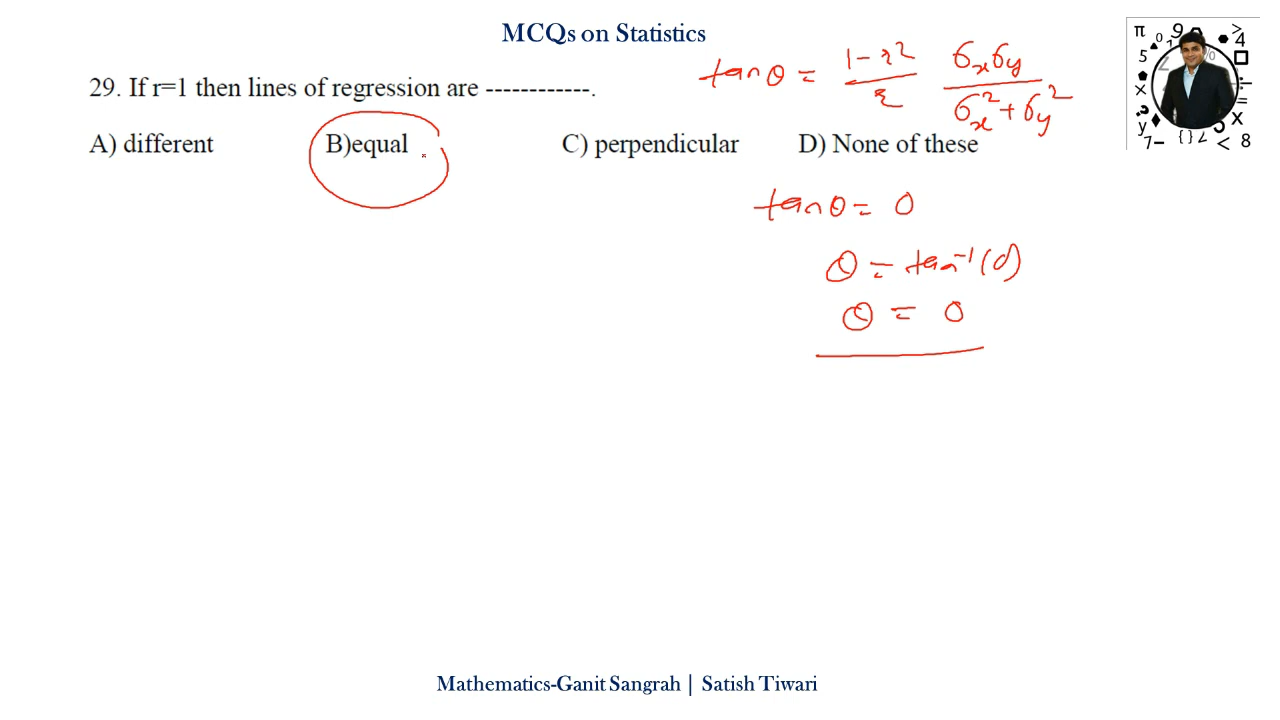 MCQs on Statistics
29. If r=1 then lines of regression are ------------.
A) different B)equal C) perpendicular D) None of these
tanθ = 1-r² / r σxσy / σx² + σy²
tanθ = 0
θ = tan⁻¹(0)
θ = 0
Mathematics-Ganit Sangrah | Satish Tiwari